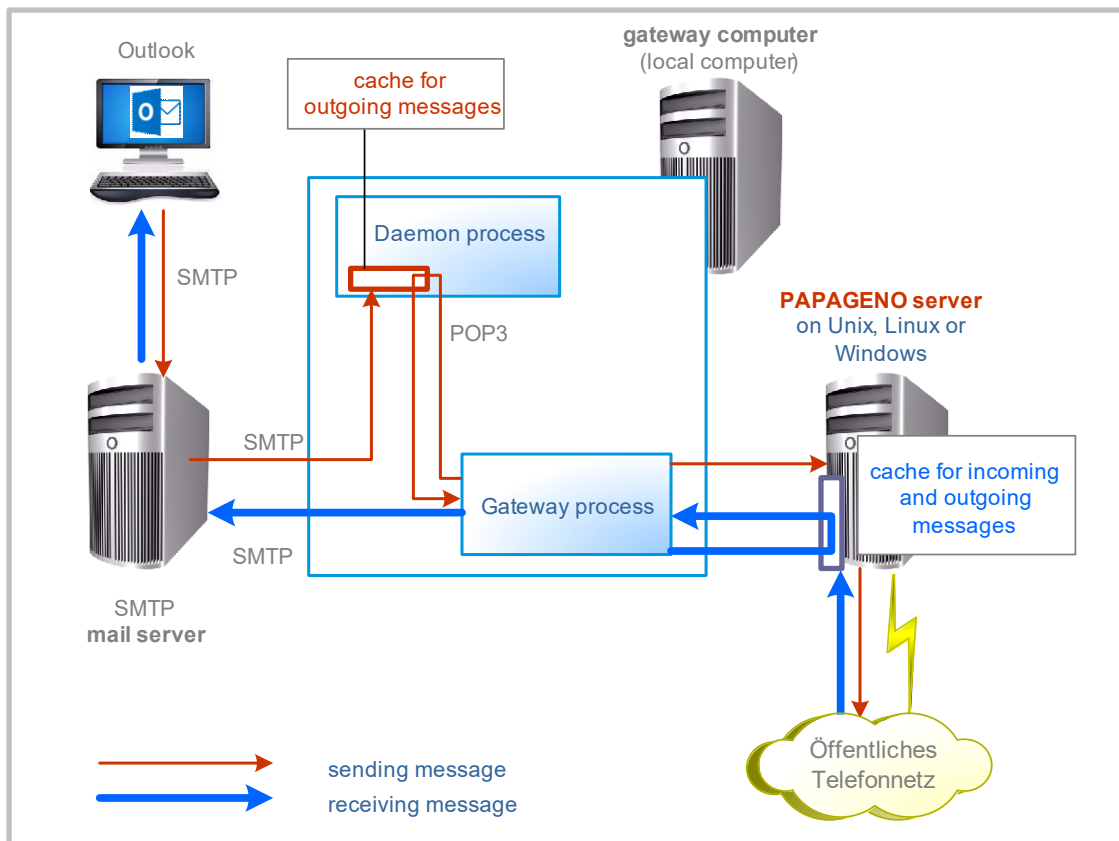 Outlook
cache for
outgoing messages
gateway computer
(local computer)
Daemon process
SMTP
POP3
PAPAGENO server
on Unix, Linux or
Windows
SMTP
cache for incoming
and outgoing
messages
Gateway process
SMTP
SMTP
mail server
Öffentliches
Telefonnetz
sending message
receiving message